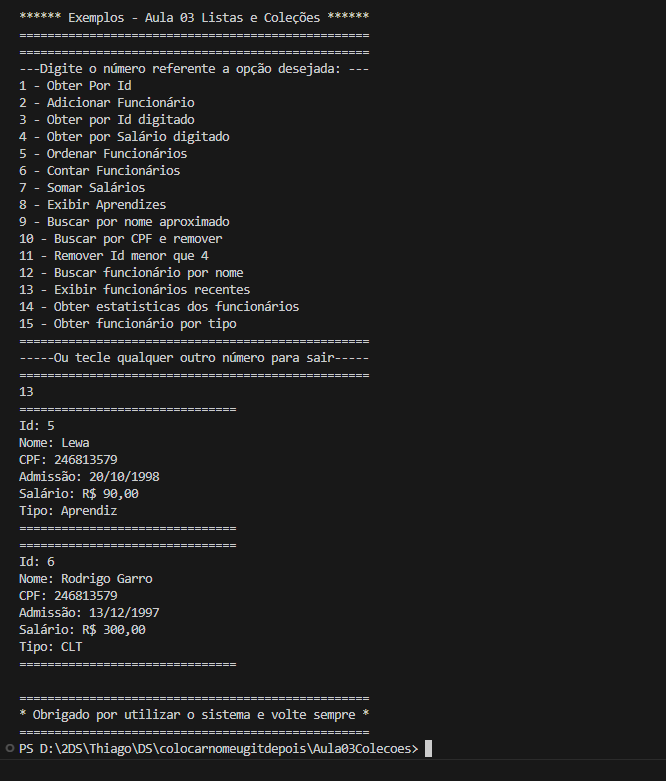 ****** Exemplos - Aula 03 Listas e Coleções ******
==================================================
==================================================
---Digite o número referente a opção desejada: ---
1 - Obter Por Id
2 - Adicionar Funcionário
3 - Obter por Id digitado
4 - Obter por Salário digitado
5 - Ordenar Funcionários
6 - Contar Funcionários
7 - Somar Salários
8 - Exibir Aprendizes
9 - Buscar por nome aproximado
10 - Buscar por CPF e remover
11 - Remover Id menor que 4
12 - Buscar funcionário por nome
13 - Exibir funcionários recentes
14 - Obter estatisticas dos funcionários
15 - Obter funcionário por tipo
==================================================
-----Ou tecle qualquer outro número para sair-----
==================================================
13
===============================
Id: 5
Nome: Lewa
CPF: 246813579
Admissão: 20/10/1998
Salário: R$ 90,00
Tipo: Aprendiz
===============================
===============================
Id: 6
Nome: Rodrigo Garro
CPF: 246813579
Admissão: 13/12/1997
Salário: R$ 300,00
Tipo: CLT
===============================
==================================================
* Obrigado por utilizar o sistema e volte sempre *
==================================================
PS D:\2DS\Thiago\DS\colocarnomeugitdepois\Aula03Colecoes>